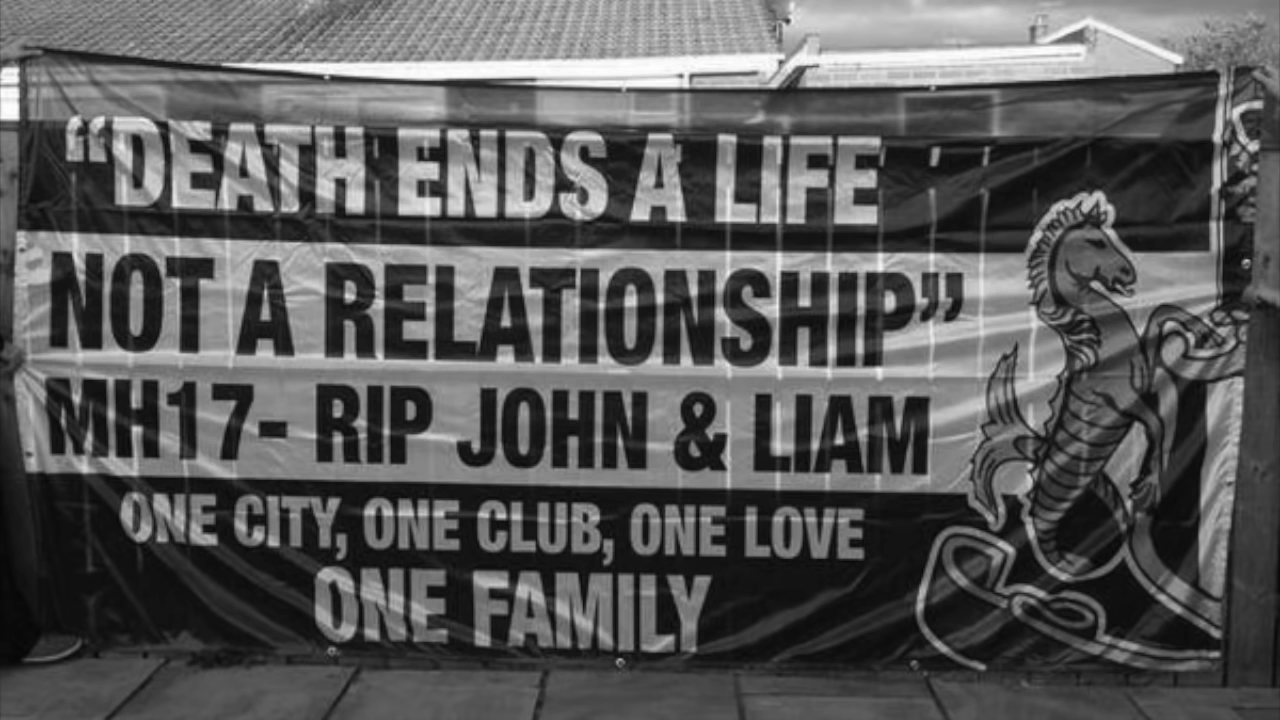 “DEATH ENDS A LIFE
NOT A RELATIONSHIP”
MH17- RIP JOHN & LIAM
ONE CITY, ONE CLUB, ONE LOVE
ONE FAMILY